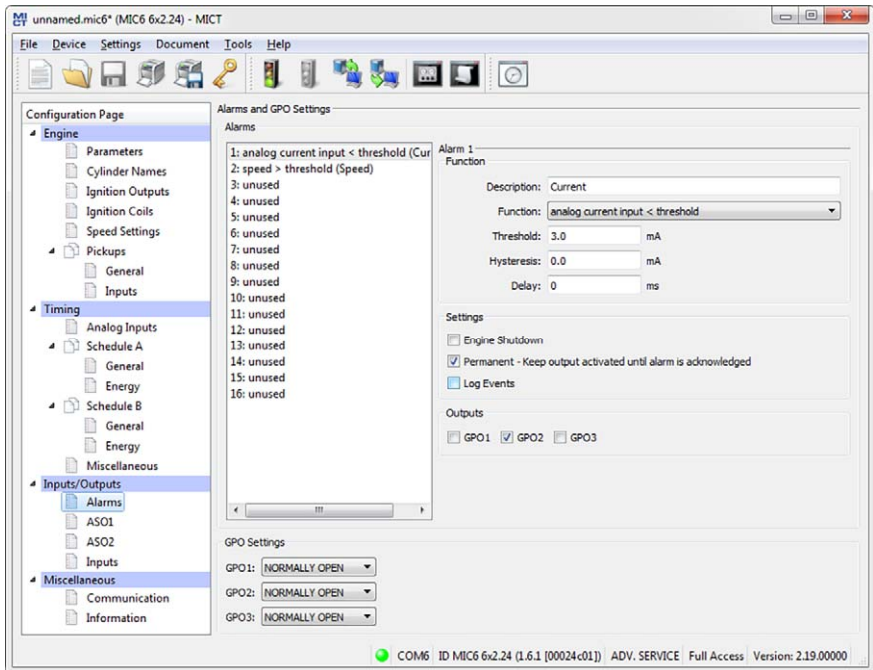 unnamed.mic6* (MIC6 6x2.24) - MICT
File Device Settings Document Tools Help
Configuration Page
Engine
Parameters
Cylinder Names
Ignition Outputs
Ignition Coils
Speed Settings
Pickups
General
Inputs
Timing
Analog Inputs
Schedule A
General
Energy
Schedule B
General
Energy
Miscellaneous
Inputs/Outputs
Alarms
ASO1
ASO2
Inputs
Miscellaneous
Communication
Information
Alarms and GPO Settings
Alarms
1: analog current input < threshold (Cur
2: speed > threshold (Speed)
3: unused
4: unused
5: unused
6: unused
7: unused
8: unused
9: unused
10: unused
11: unused
12: unused
13: unused
14: unused
15: unused
16: unused
Alarm 1
Function
Description: Current
Function: analog current input < threshold
Threshold: 3.0 mA
Hysteresis: 0.0 mA
Delay: 0 ms
Settings
Engine Shutdown
Permanent - Keep output activated until alarm is acknowledged
Log Events
Outputs
GPO1 GPO2 GPO3
GPO Settings
GPO1: NORMALLY OPEN
GPO2: NORMALLY OPEN
GPO3: NORMALLY OPEN
COM6 ID MIC6 6x2.24 (1.6.1 [00024c01]) ADV. SERVICE Full Access Version: 2.19.00000